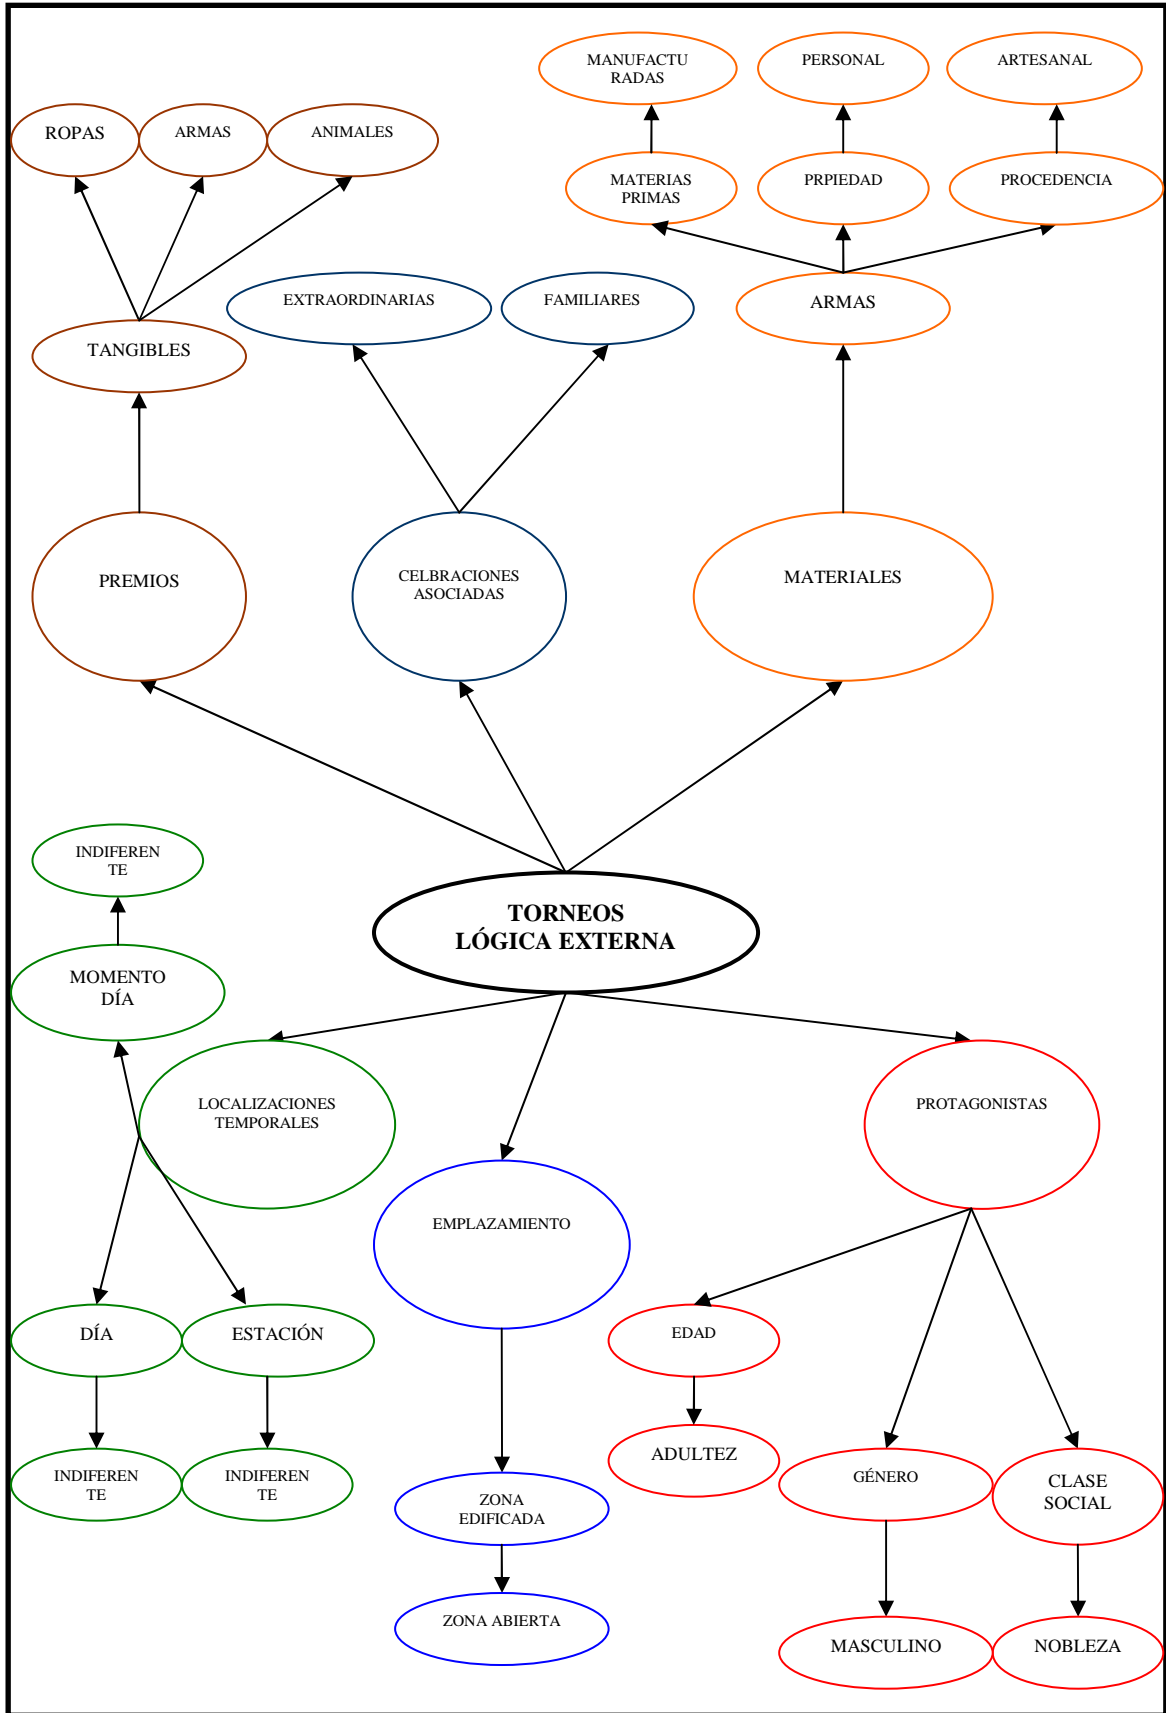 MANUFACTU
RADAS
PERSONAL
ARTESANAL
ROPAS
ARMAS
ANIMALES
MATERIAS
PRIMAS
PRPIEDAD
PROCEDENCIA
EXTRAORDINARIAS
FAMILIARES
ARMAS
TANGIBLES
PREMIOS
CELBRACIONES
ASOCIADAS
MATERIALES
INDIFEREN
TE
TORNEOS
LÓGICA EXTERNA
MOMENTO
DÍA
LOCALIZACIONES
TEMPORALES
PROTAGONISTAS
EMPLAZAMIENTO
DÍA
ESTACIÓN
EDAD
ADULTEZ
INDIFEREN
TE
INDIFEREN
TE
GÉNERO
CLASE
SOCIAL
ZONA
EDIFICADA
ZONA ABIERTA
MASCULINO
NOBLEZA